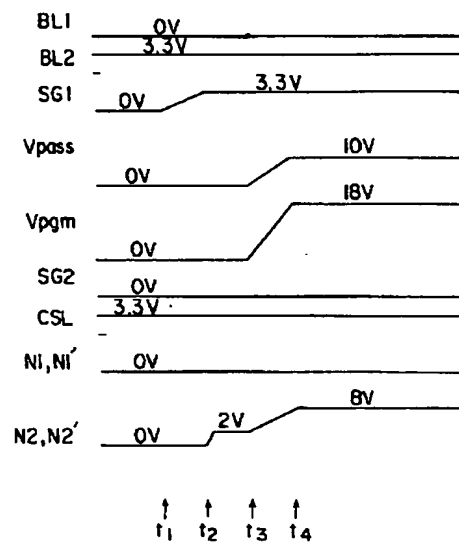 BL1
0V
BL2
3.3V
SG1
0V
3.3V
Vpass
0V
10V
Vpgm
0V
18V
SG2
0V
CSL
3.3V
N1,N1′
0V
N2,N2′
0V
2V
8V
t1 t2 t3 t4